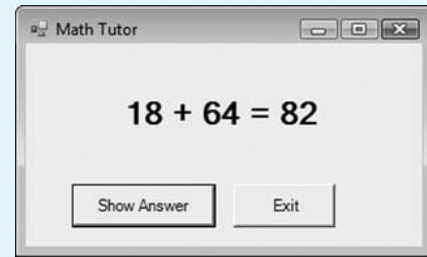 Math Tutor
18 + 64 = 82
Show Answer Exit